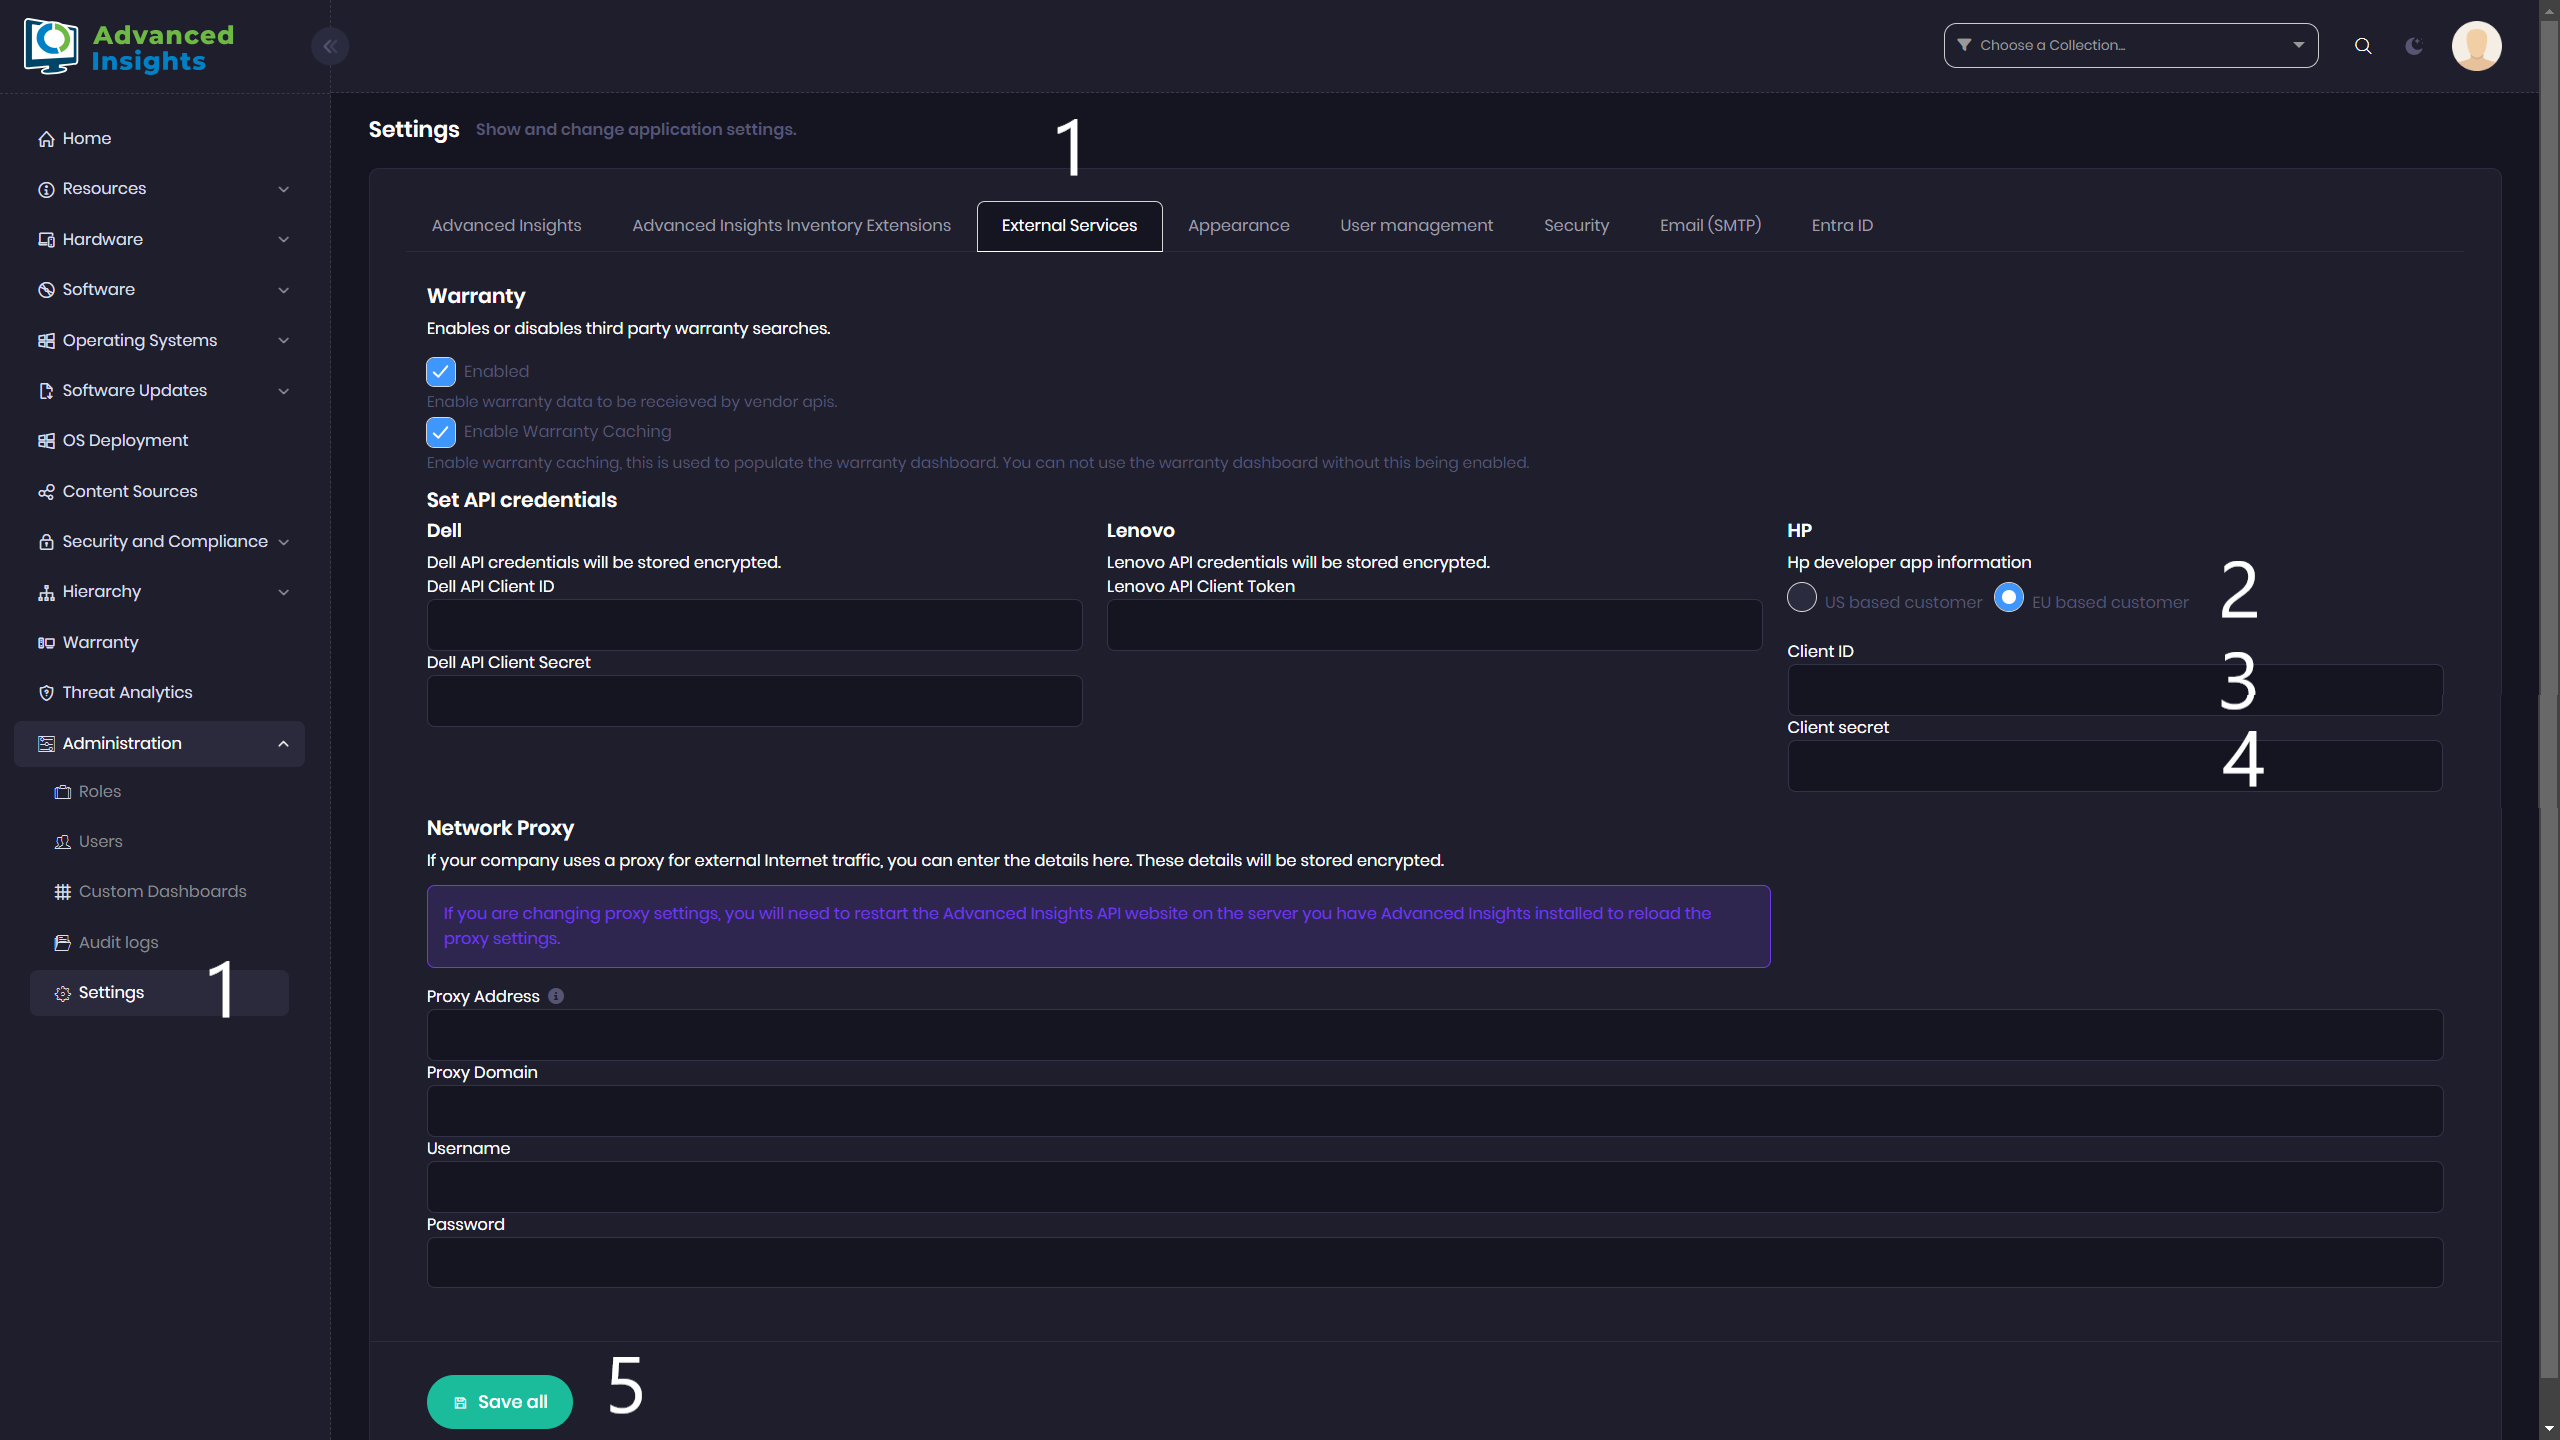 Advanced
Insights
Choose a Collection...
Home
Resources
Hardware
Software
Operating Systems
Software Updates
OS Deployment
Content Sources
Security and Compliance
Hierarchy
Warranty
Threat Analytics
Administration
Roles
Users
Custom Dashboards
Audit logs
Settings 1
Settings Show and change application settings.
1
Advanced Insights Advanced Insights Inventory Extensions External Services Appearance User management Security Email (SMTP) Entra ID
Warranty
Enables or disables third party warranty searches.
Enabled
Enable warranty data to be receieved by vendor apis.
Enable Warranty Caching
Enable warranty caching, this is used to populate the warranty dashboard. You can not use the warranty dashboard without this being enabled.
Set API credentials
Dell
Dell API credentials will be stored encrypted.
Dell API Client ID
Dell API Client Secret
Lenovo
Lenovo API credentials will be stored encrypted.
Lenovo API Client Token
HP
Hp developer app information
US based customer EU based customer 2
Client ID
3
Client secret
4
Network Proxy
If your company uses a proxy for external Internet traffic, you can enter the details here. These details will be stored encrypted.
If you are changing proxy settings, you will need to restart the Advanced Insights API website on the server you have Advanced Insights installed to reload the
proxy settings.
Proxy Address
Proxy Domain
Username
Password
Save all 5